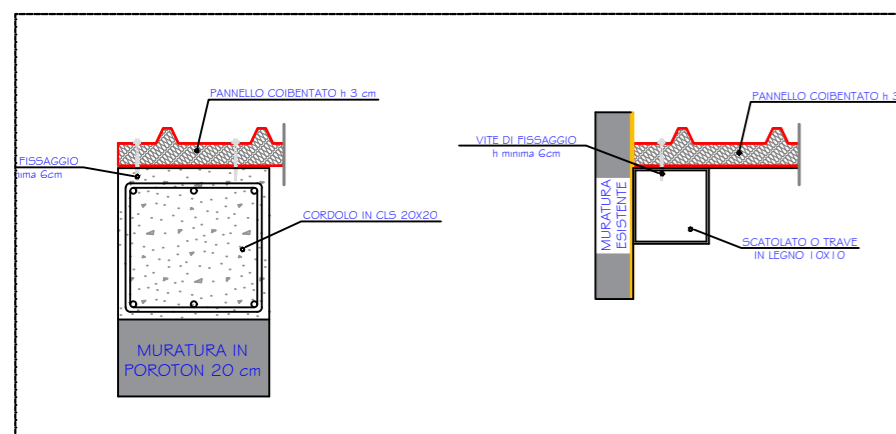 PANNELLO COIBENTATO h 3 cm
FISSAGGIO
6cm
CORDOLO IN CLS 20X20
MURATURA IN
POROTON 20 cm
PANNELLO COIBENTATO h 3
VITE DI FISSAGGIO
h minima 6cm
MURATURA
ESISTENTE
SCATOLATO O TRAVE
IN LEGNO 10X10